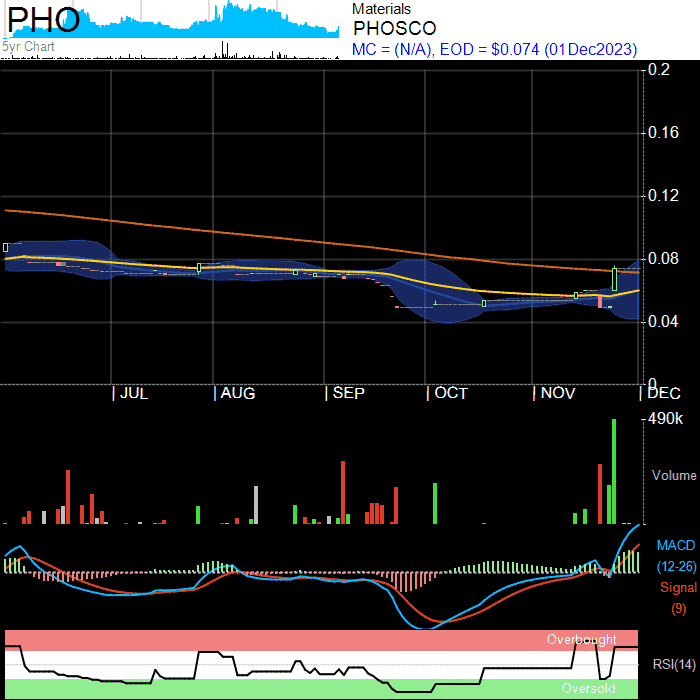 PHO
5yr Chart
Materials
PHOSCO
MC = (N/A), EOD = $0.074 (01Dec2023)
0.2
0.16
0.12
0.08
0.04
0
JUL AUG SEP OCT NOV DEC
490k
Volume
MACD
(12-26)
Signal
(9)
Overbought
RSI(14)
Oversold